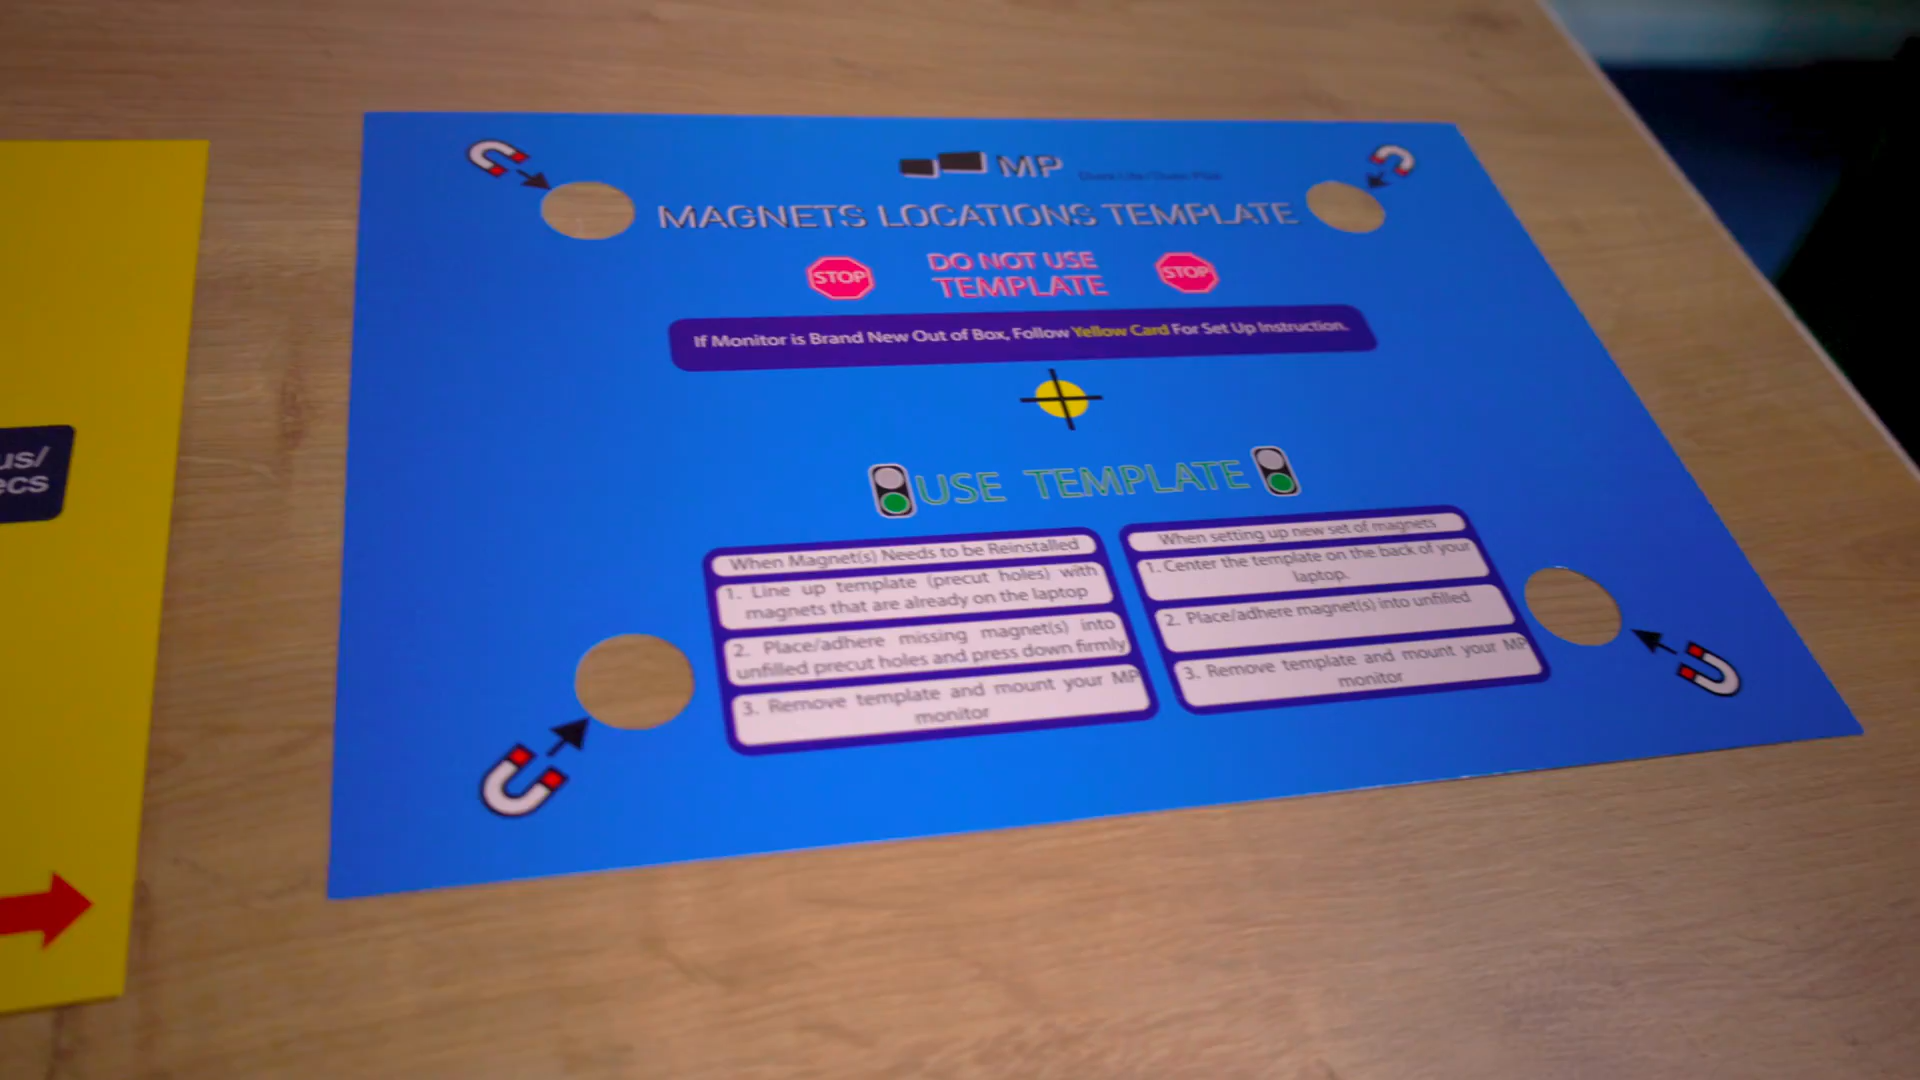 us/
ecs
MP
MAGNETS LOCATIONS TEMPLATE
STOP
DO NOT USE
TEMPLATE
STOP
If Monitor is Brand New Out of Box, Follow Yellow Card For Set Up Instruction.
USE TEMPLATE
When Magnet(s) Needs to be Reinstalled
1. Line up template (precut holes) with
magnets that are already on the laptop
2. Place/adhere missing magnet(s) into
unfilled precut holes and press down firmly
3. Remove template and mount your MP
monitor
When setting up new set of magnets
1. Center the template on the back of your
laptop.
2. Place/adhere magnet(s) into unfilled
3. Remove template and mount your MP
monitor